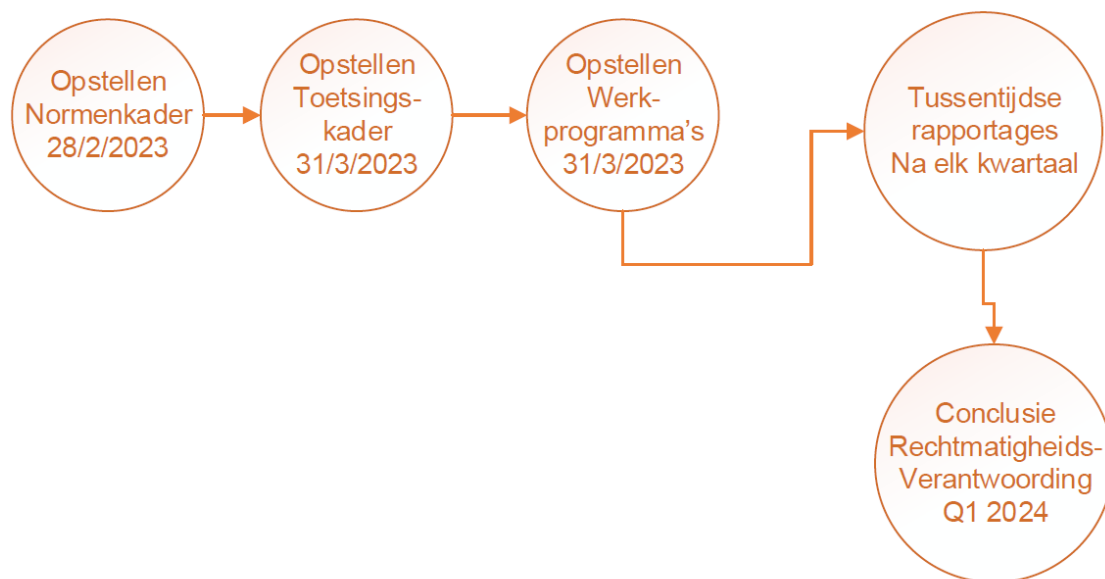 Opstellen
Normenkader
28/2/2023
Opstellen
Toetsings-
kader
31/3/2023
Opstellen
Werk-
programma's
31/3/2023
Tussentijdse
rapportages
Na elk kwartaal
Conclusie
Rechtmatigheids-
Verantwoording
Q1 2024